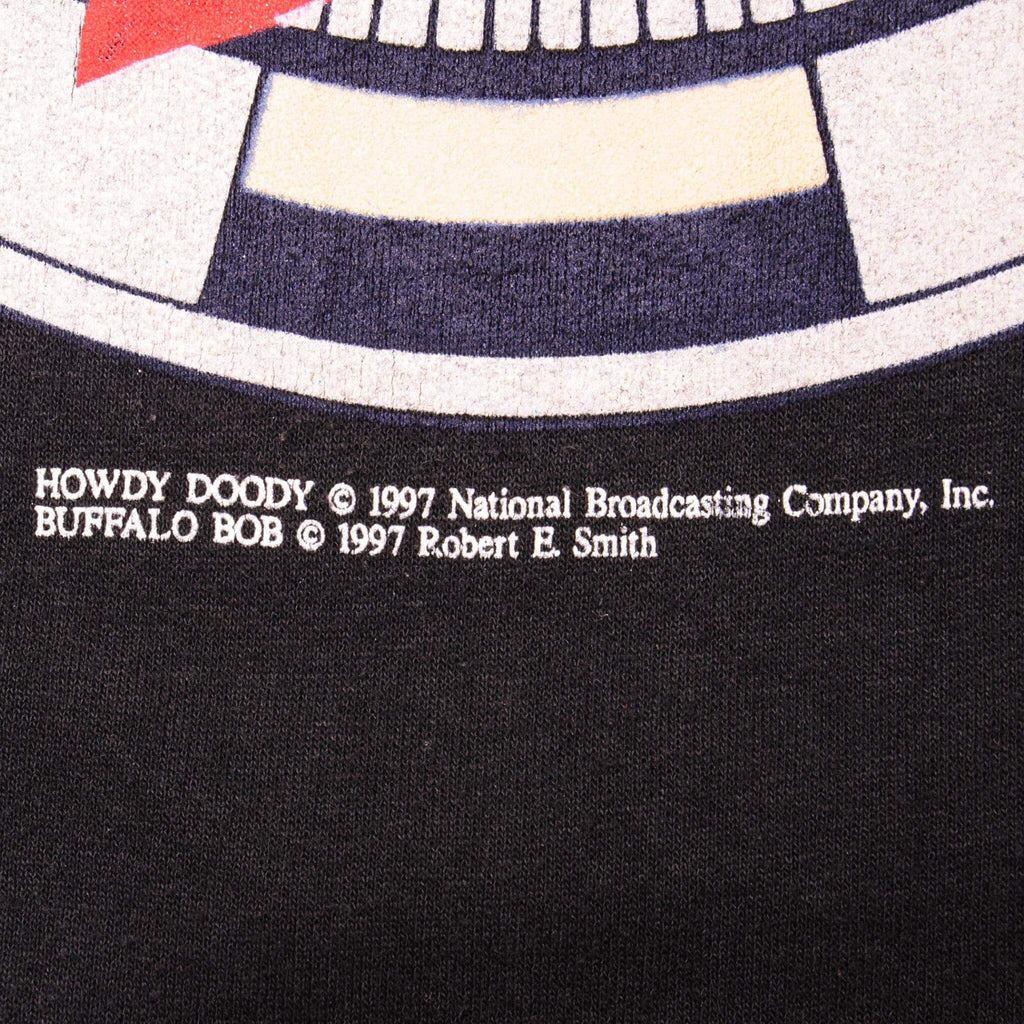 HOWDY DOODY © 1997 National Broadcasting Company, Inc.
BUFFALO BOB © 1997 Robert E. Smith